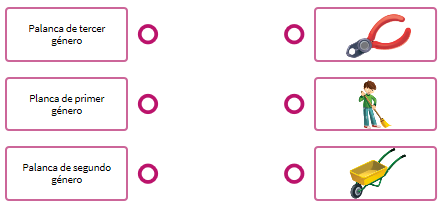 Palanca de tercer
género
Planca de primer
género
Palanca de segundo
género